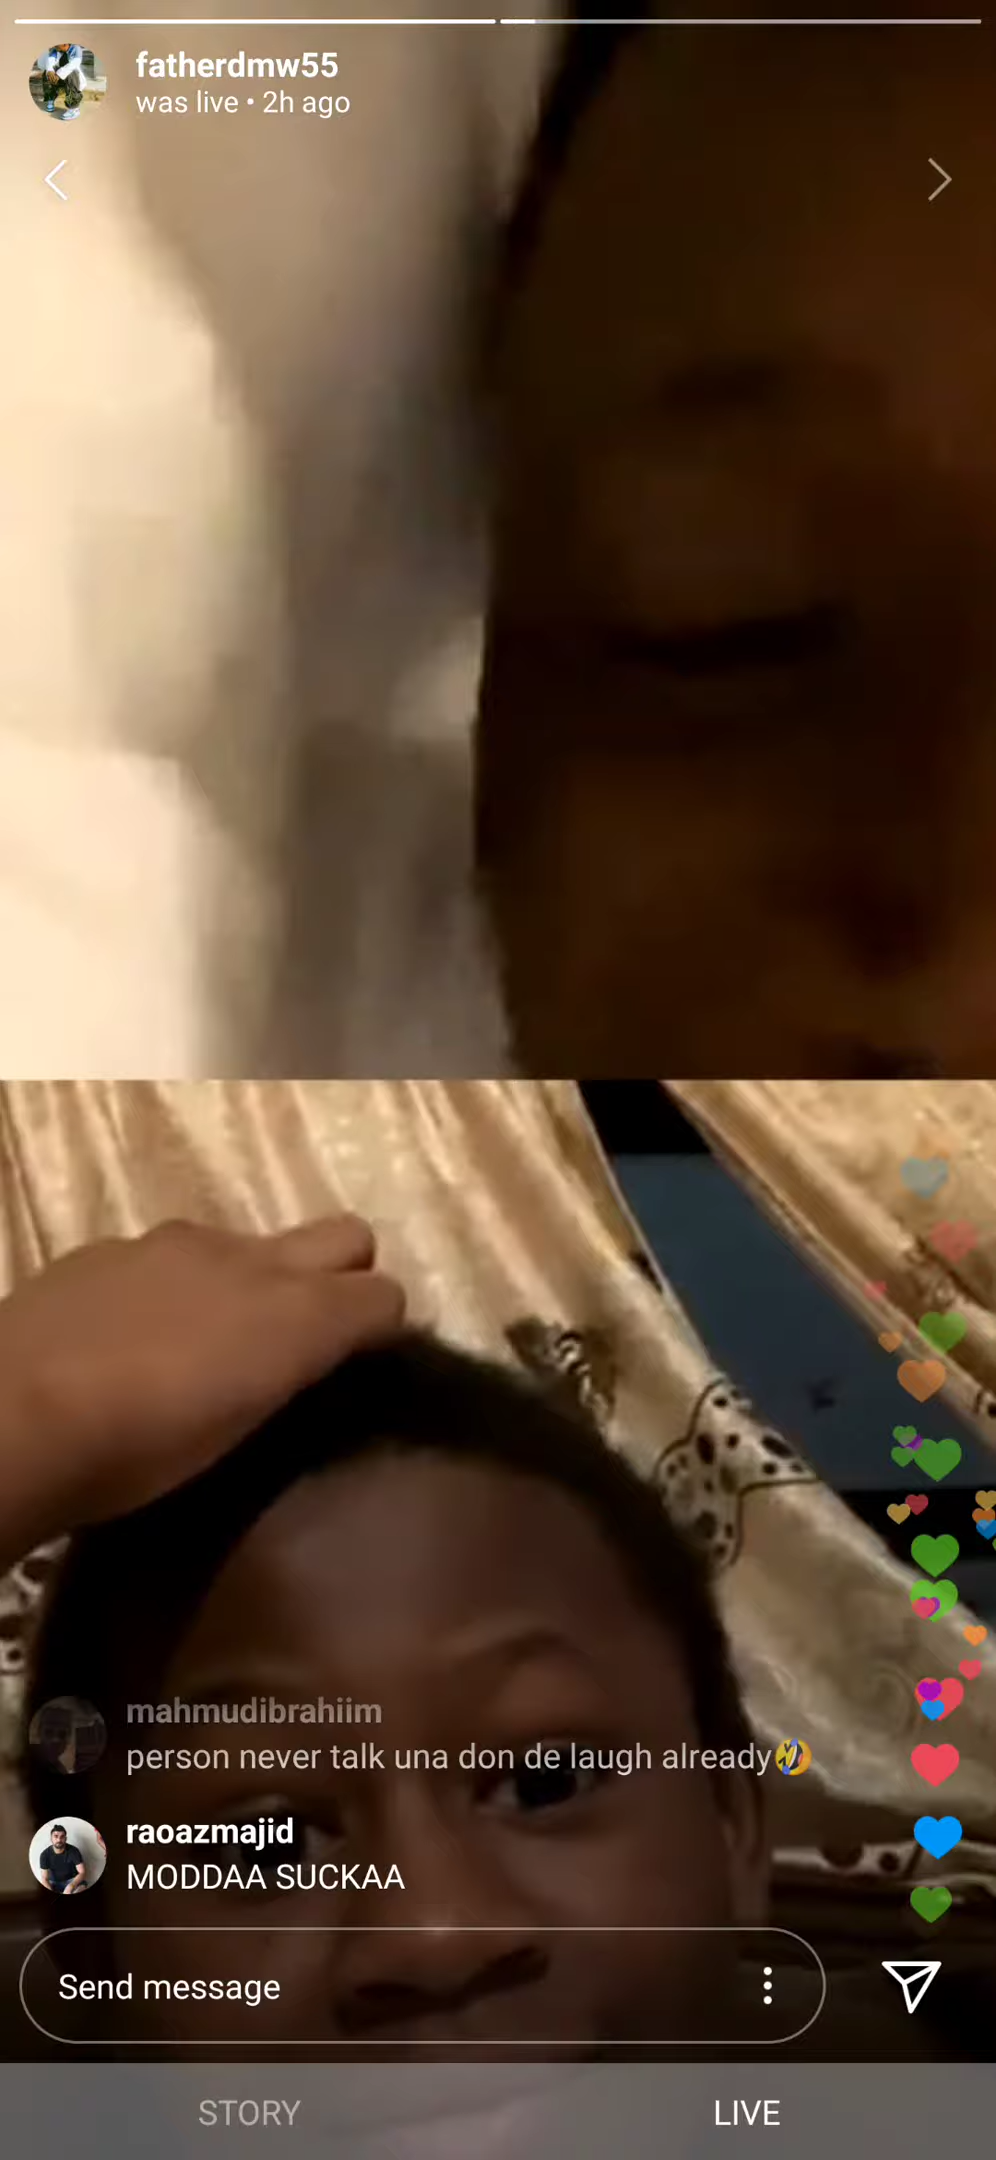 fatherdmw55
was live • 2h ago
mahmudibrahiim
person never talk una don de laugh already🤣
raoazmajid
MODDAA SUCKAA
Send message
STORY
LIVE